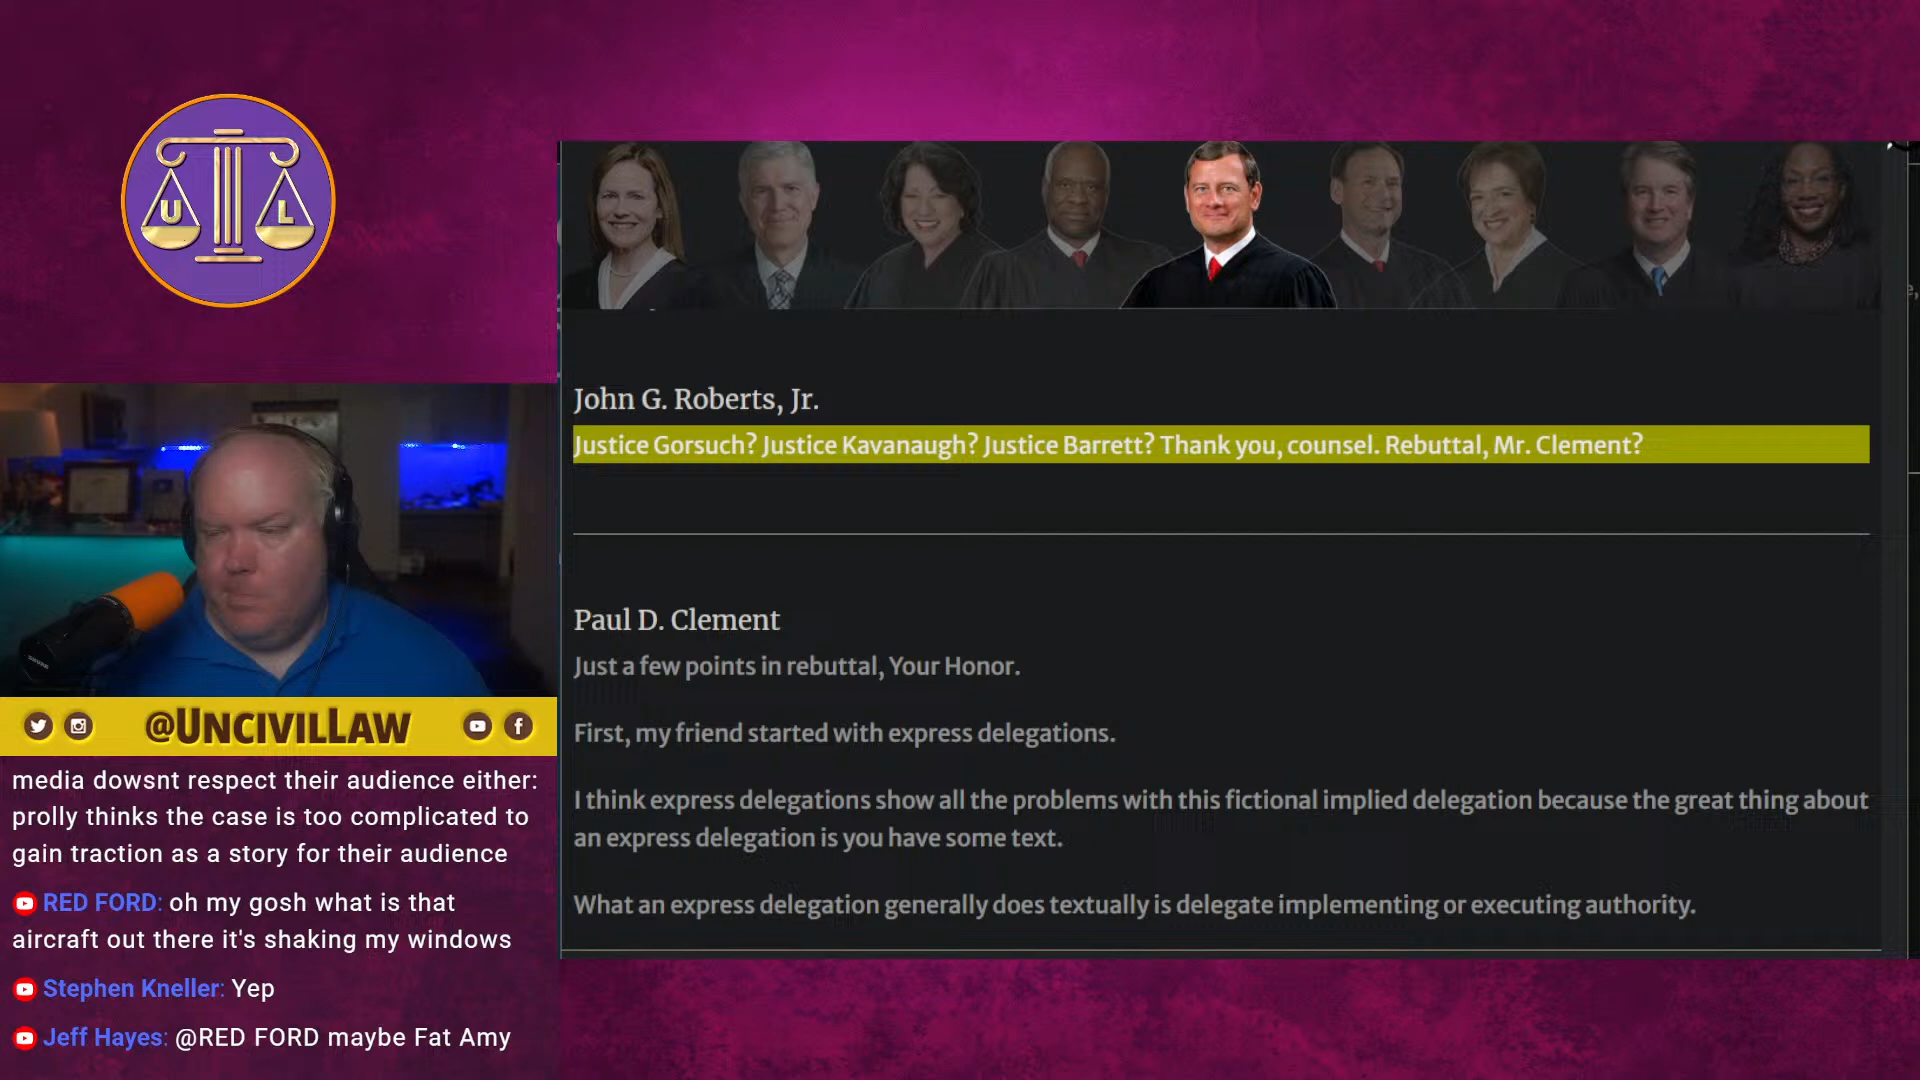 U L
John G. Roberts, Jr.
Justice Gorsuch? Justice Kavanaugh? Justice Barrett? Thank you, counsel. Rebuttal, Mr. Clement?
Paul D. Clement
Just a few points in rebuttal, Your Honor.
First, my friend started with express delegations.
I think express delegations show all the problems with this fictional implied delegation because the great thing about
an express delegation is you have some text.
What an express delegation generally does textually is delegate implementing or executing authority.
SHURE
@UNCIVILLAW
media dowsnt respect their audience either:
prolly thinks the case is too complicated to
gain traction as a story for their audience
RED FORD: oh my gosh what is that
aircraft out there it's shaking my windows
Stephen Kneller: Yep
Jeff Hayes: @RED FORD maybe Fat Amy